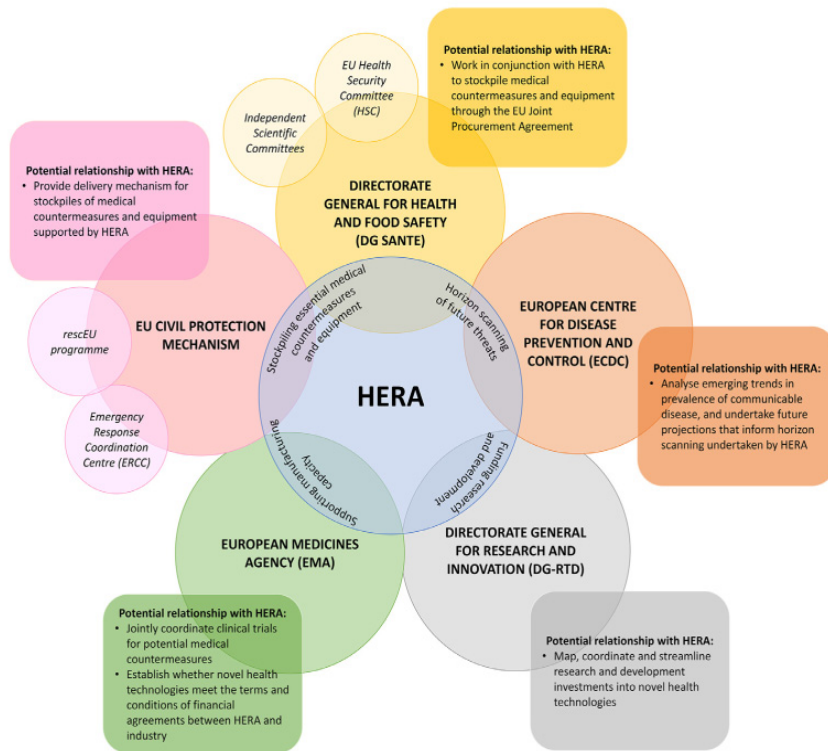 EU Health
Security
Committee
(HSC)
Independent
Scientific
Committees
Potential relationship with HERA:
• Work in conjunction with HERA
to stockpile medical
countermeasures and equipment
through the EU Joint
Procurement Agreement
Potential relationship with HERA:
• Provide delivery mechanism for
stockpiles of medical
countermeasures and equipment
supported by HERA
DIRECTORATE
GENERAL FOR HEALTH
AND FOOD SAFETY
(DG SANTE)
rescEU
programme
Emergency
Response
Coordination
Centre (ERCC)
EU CIVIL PROTECTION
MECHANISM
Stockpiling essential medical
countermeasures
and equipment
Horizon scanning
of future threats
EUROPEAN CENTRE
FOR DISEASE
PREVENTION AND
CONTROL (ECDC)
Potential relationship with HERA:
• Analyse emerging trends in
prevalence of communicable
disease, and undertake future
projections that inform horizon
scanning undertaken by HERA
HERA
Supporting manufacturing
capacity
Funding research
and development
EUROPEAN MEDICINES
AGENCY (EMA)
DIRECTORATE GENERAL
FOR RESEARCH AND
INNOVATION (DG-RTD)
Potential relationship with HERA:
• Jointly coordinate clinical trials
for potential medical
countermeasures
• Establish whether novel health
technologies meet the terms and
conditions of financial
agreements between HERA and
industry
Potential relationship with HERA:
• Map, coordinate and streamline
research and development
investments into novel health
technologies